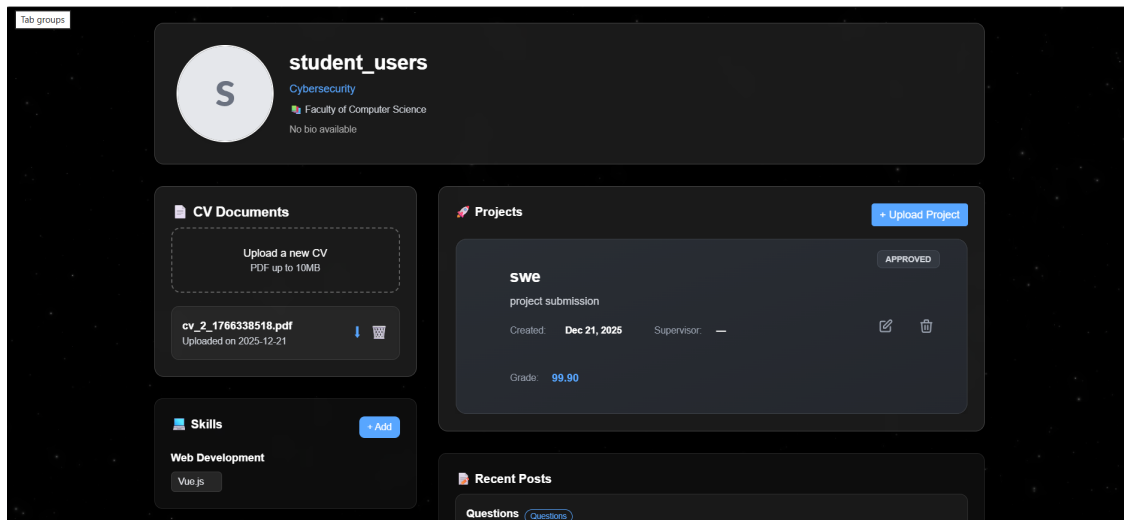 Tab groups
S
student_users
Cybersecurity
Faculty of Computer Science
No bio available
CV Documents
Upload a new CV
PDF up to 10MB
cv_2_1766338518.pdf
Uploaded on 2025-12-21
Skills
+ Add
Web Development
Vue.js
Projects
+ Upload Project
APPROVED
swe
project submission
Created: Dec 21, 2025 Supervisor: —
Grade: 99.90
Recent Posts
Questions Questions